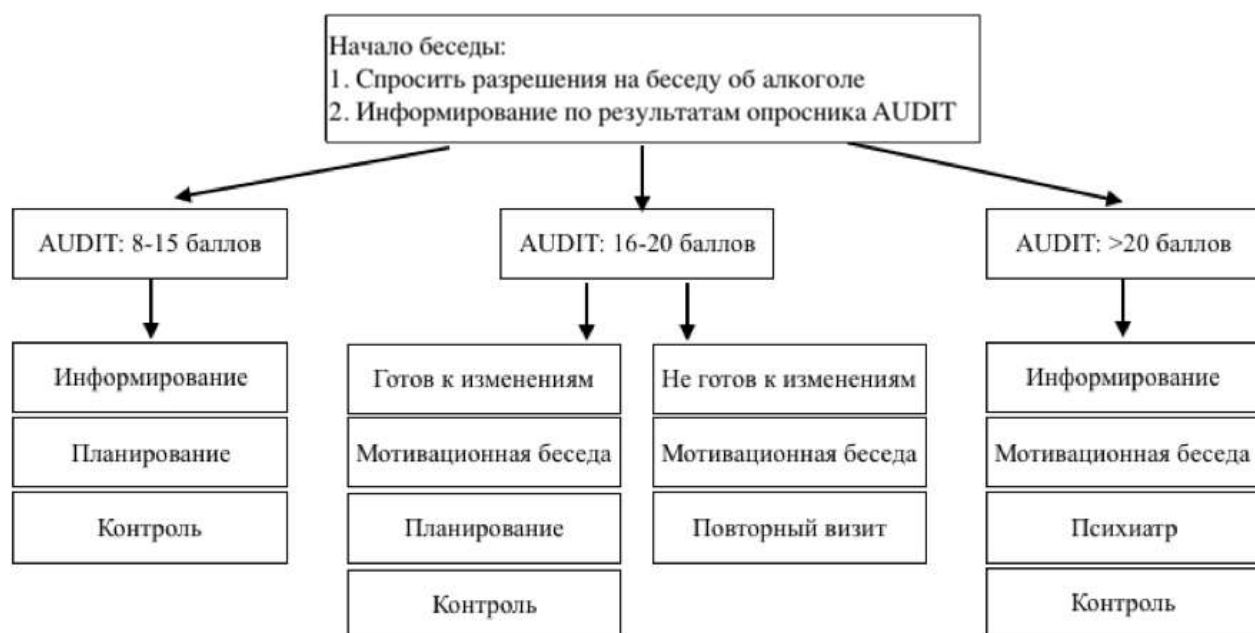 Начало беседы:
1. Спросить разрешения на беседу об алкоголе
2. Информирование по результатам опросника AUDIT
AUDIT: 8-15 баллов
AUDIT: 16-20 баллов
AUDIT: >20 баллов
Информирование
Планирование
Контроль
Готов к изменениям
Мотивационная беседа
Планирование
Контроль
Не готов к изменениям
Мотивационная беседа
Повторный визит
Информирование
Мотивационная беседа
Психиатр
Контроль